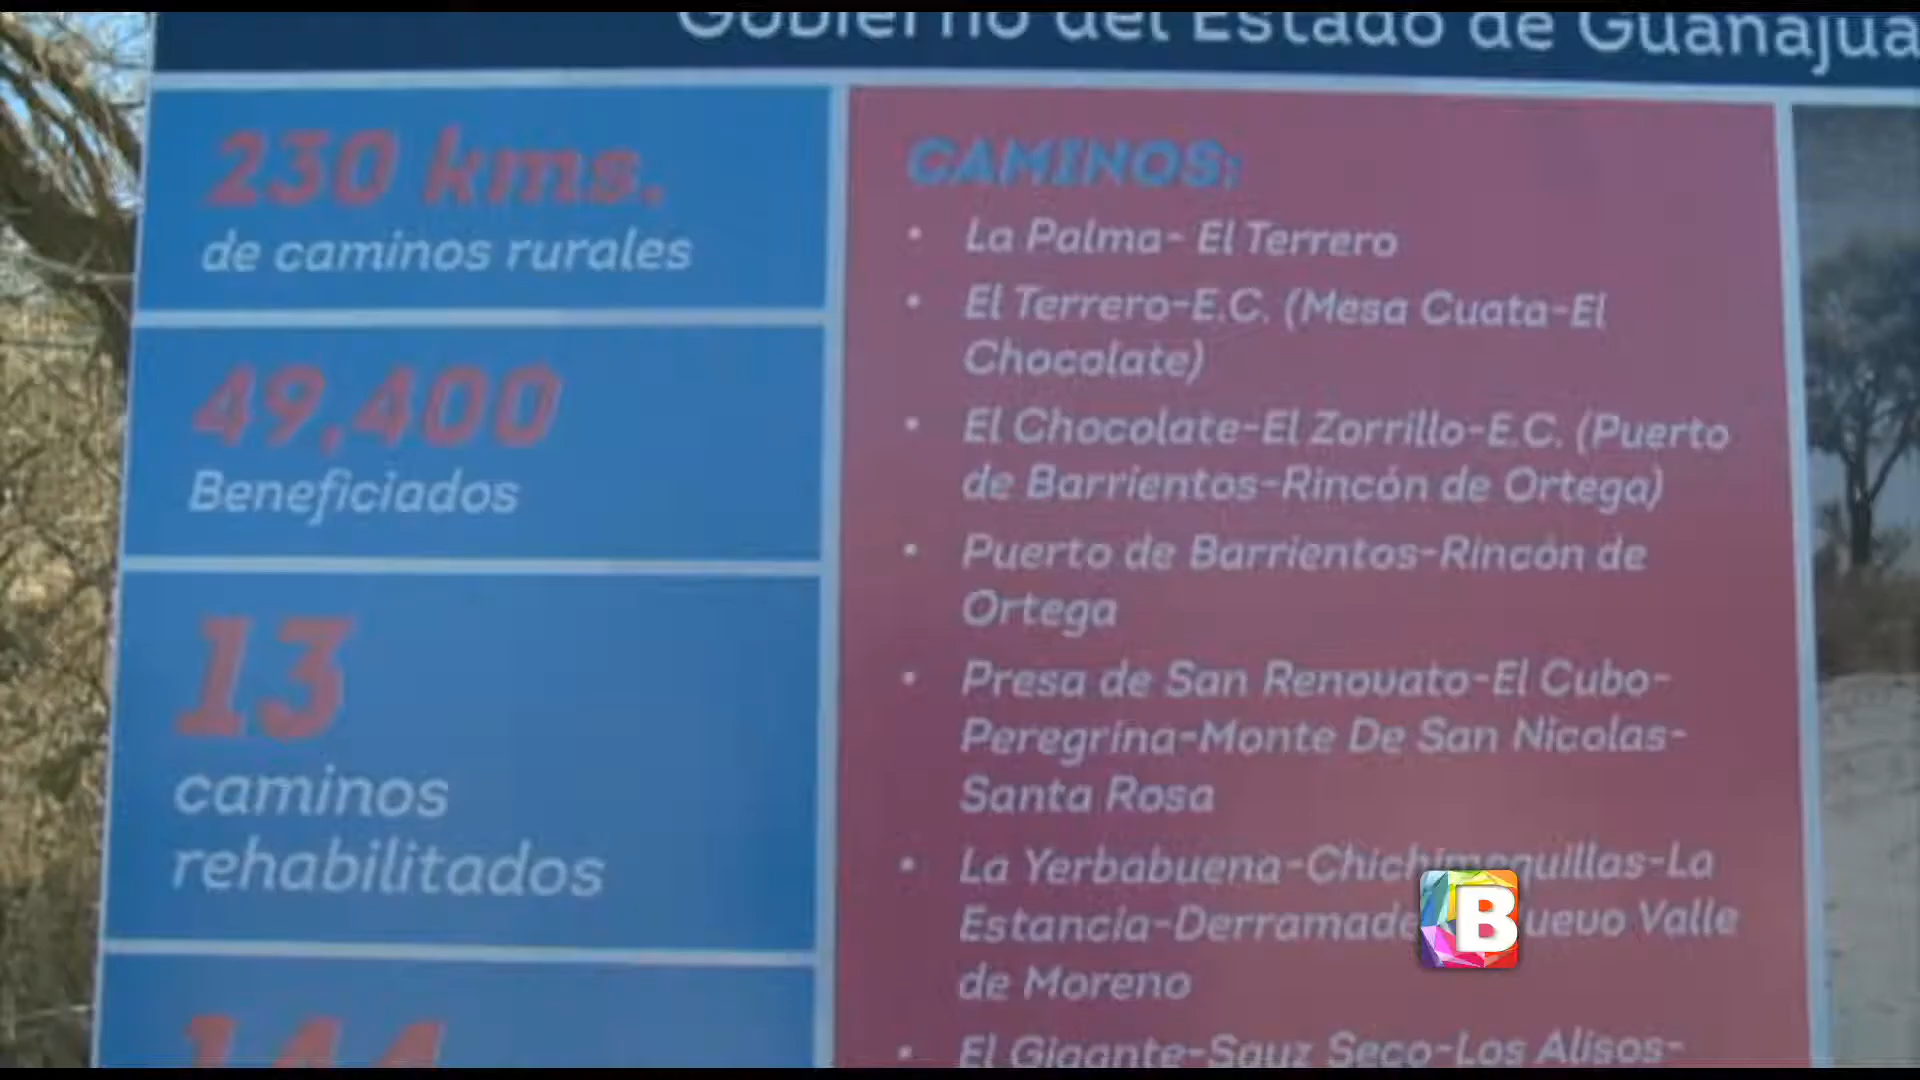 Gobierno del Estado de Guanajua
230 kms.
de caminos rurales
49,400
Beneficiados
13
caminos
rehabilitados
144
CAMINOS:
• La Palma- El Terrero
• El Terrero-E.C. (Mesa Cuata-El
Chocolate)
• El Chocolate-El Zorrillo-E.C. (Puerto
de Barrientos-Rincón de Ortega)
• Puerto de Barrientos-Rincón de
Ortega
• Presa de San Renovato-El Cubo-
Peregrina-Monte De San Nicolas-
Santa Rosa
• La Yerbabuena-Chichimequillas-La
Estancia-Derramade uevo Valle
de Moreno
• El Gigante-Sauz Seco-Los Alisos-
B